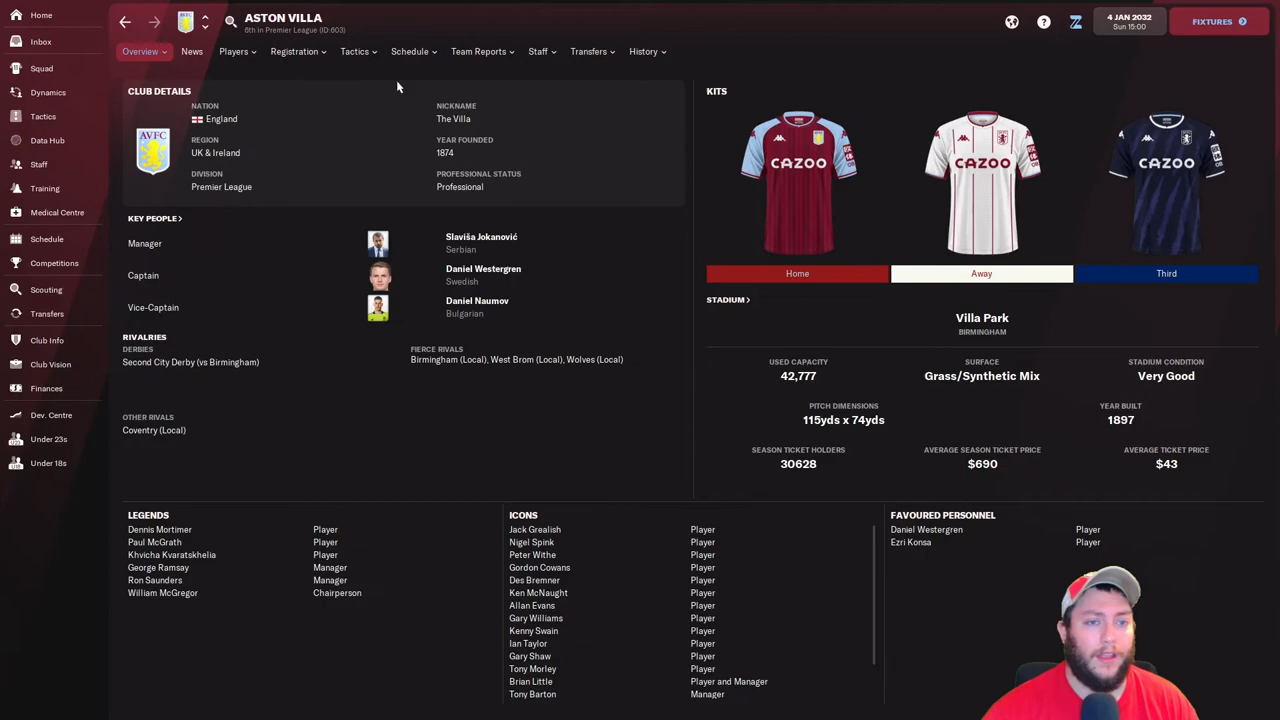 Home
Inbox
Squad
Dynamics
Tactics
Data Hub
Staff
Training
Medical Centre
Schedule
Competitions
Scouting
Transfers
Club Info
Club Vision
Finances
Dev. Centre
Under 23s
Under 18s
ASTON VILLA
6th in Premier League (ID:603)
4 JAN 2032
Sun 15:00
FIXTURES
Overview
News
Players
Registration
Tactics
Schedule
Team Reports
Staff
Transfers
History
CLUB DETAILS
AVFC
NATION
England
NICKNAME
The Villa
REGION
UK & Ireland
YEAR FOUNDED
1874
DIVISION
Premier League
PROFESSIONAL STATUS
Professional
KEY PEOPLE >
Manager
Slaviša Jokanović
Serbian
Captain
Daniel Westergren
Swedish
Vice-Captain
Daniel Naumov
Bulgarian
RIVALRIES
DERBIES
Second City Derby (vs Birmingham)
FIERCE RIVALS
Birmingham (Local), West Brom (Local), Wolves (Local)
OTHER RIVALS
Coventry (Local)
KITS
CAZOO
CAZOO
CAZOO
Home
Away
Third
STADIUM >
Villa Park
BIRMINGHAM
USED CAPACITY
42,777
SURFACE
Grass/Synthetic Mix
STADIUM CONDITION
Very Good
PITCH DIMENSIONS
115yds x 74yds
YEAR BUILT
1897
SEASON TICKET HOLDERS
30628
AVERAGE SEASON TICKET PRICE
$690
AVERAGE TICKET PRICE
$43
LEGENDS
Dennis Mortimer Player
Paul McGrath Player
Khvicha Kvaratskhelia Player
George Ramsay Manager
Ron Saunders Manager
William McGregor Chairperson
ICONS
Jack Grealish Player
Nigel Spink Player
Peter Withe Player
Gordon Cowans Player
Des Bremner Player
Ken McNaught Player
Allan Evans Player
Gary Williams Player
Kenny Swain Player
Ian Taylor Player
Gary Shaw Player
Tony Morley Player
Brian Little Player and Manager
Tony Barton Manager
FAVOURED PERSONNEL
Daniel Westergren Player
Ezri Konsa Player